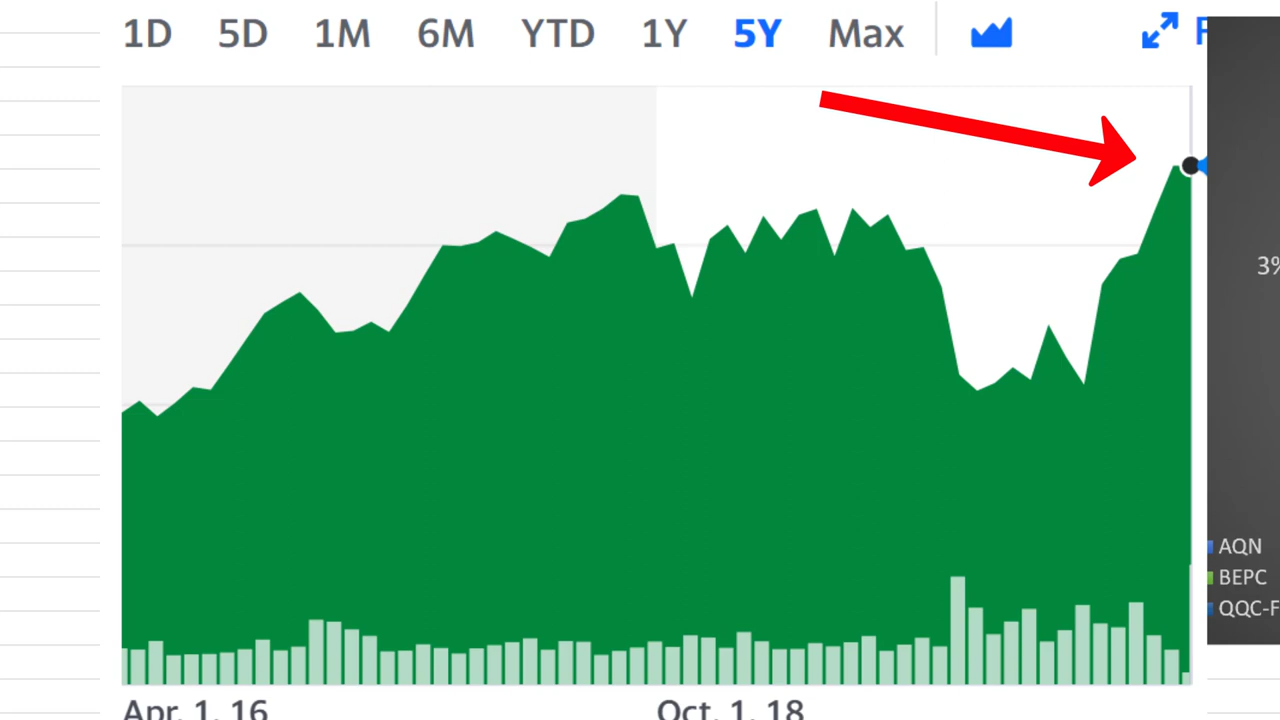 1D 5D 1M 6M YTD 1Y 5Y Max
3%
AQN
BEPC
QQC-F
Apr. 1, 16 Oct. 1, 18